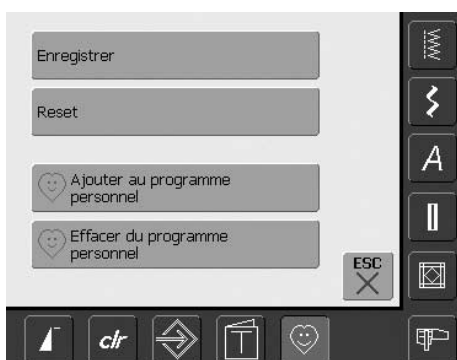 Enregistrer
Reset
Ajouter au programme
personnel
Effacer du programme
personnel
ESC
A
clr
T